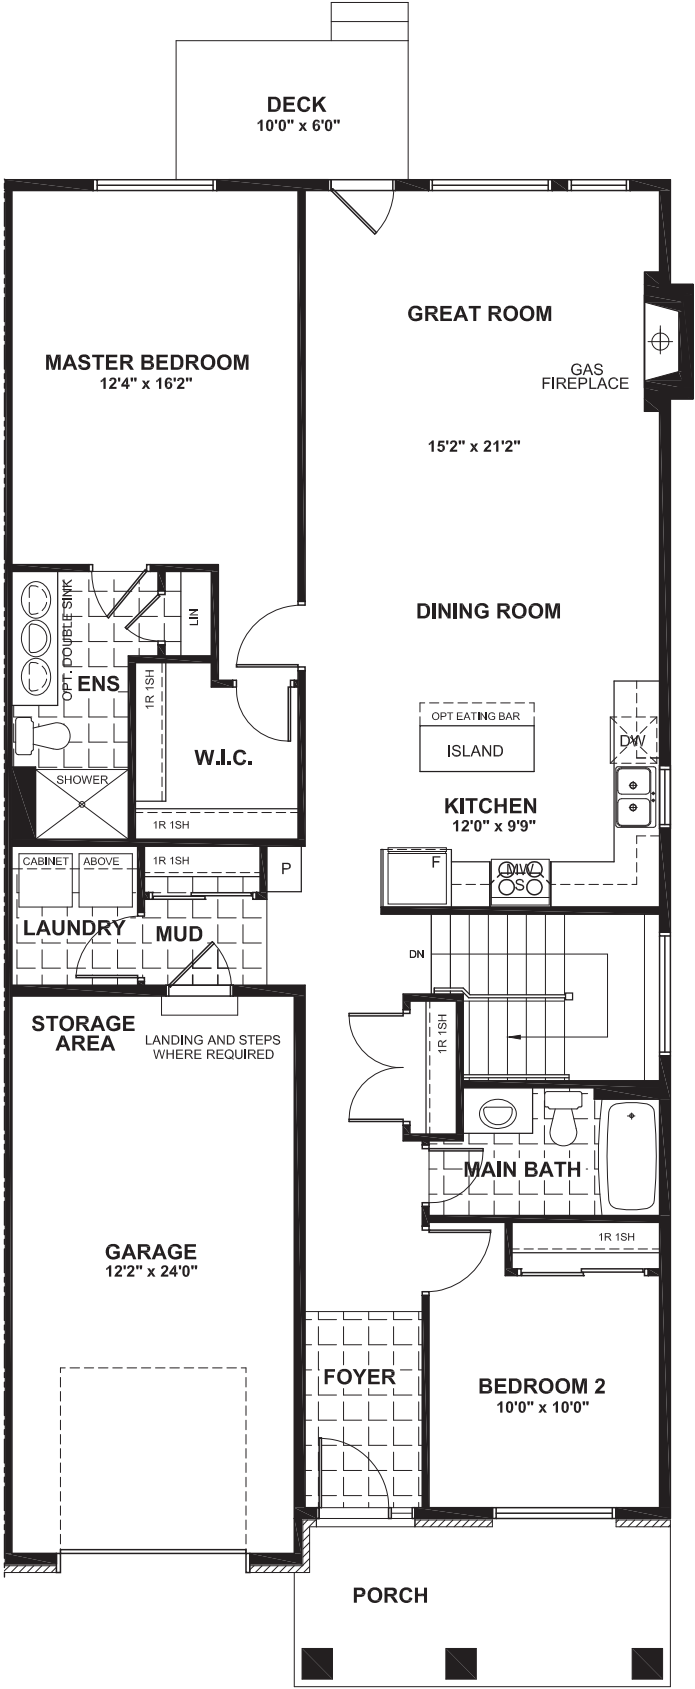 DECK
10'0" x 6'0"
GREAT ROOM
MASTER BEDROOM
12'4" x 16'2"
GAS
FIREPLACE
15'2" x 21'2"
OPT. DOUBLE SINK
LIN
DINING ROOM
ENS
1R 1SH
OPT EATING BAR
DW
ISLAND
W.I.C.
SHOWER
KITCHEN
12'0" x 9'9"
1R 1SH
CABINET
ABOVE
1R 1SH
P
F
MW
S
LAUNDRY
MUD
DN
STORAGE
AREA
LANDING AND STEPS
WHERE REQUIRED
1R 1SH
MAIN BATH
1R 1SH
GARAGE
12'2" x 24'0"
FOYER
BEDROOM 2
10'0" x 10'0"
PORCH